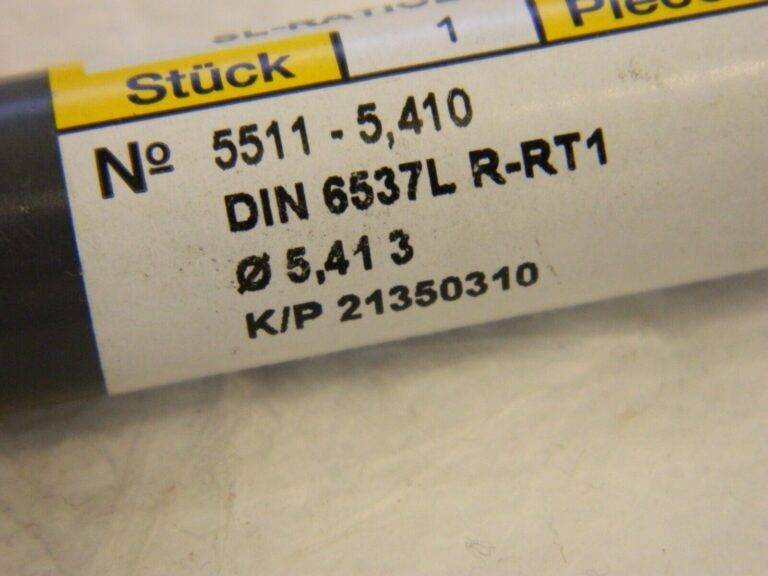 Stück 1
Nº 5511 - 5,410
DIN 6537L R-RT1
Ø 5,41 3
K/P 21350310